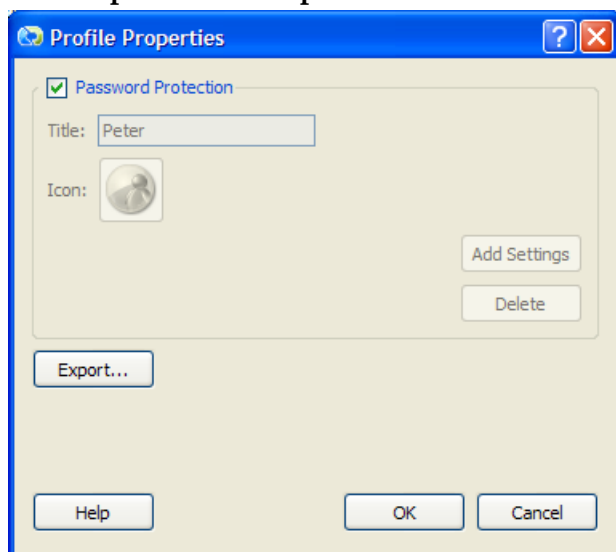 Profile Properties
Password Protection
Title: Peter
Icon:
Add Settings
Delete
Export...
Help OK Cancel